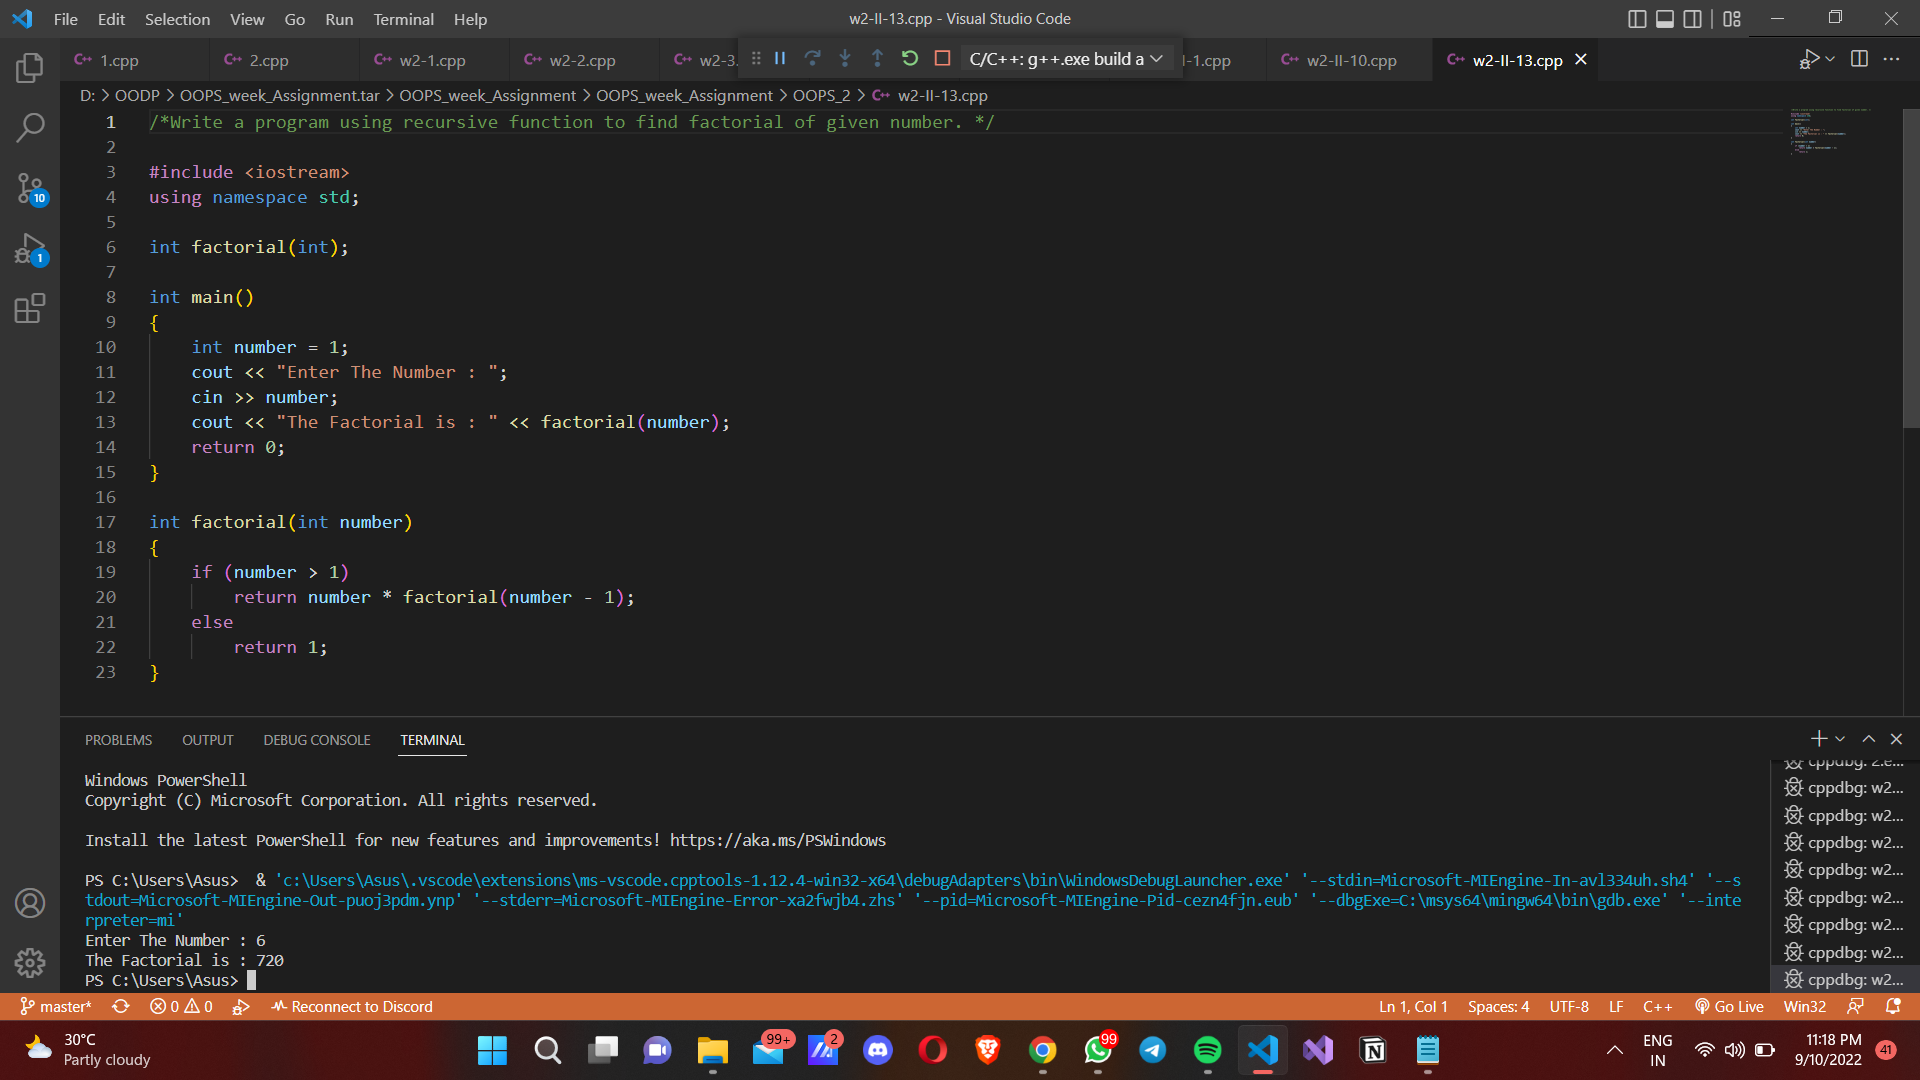 File Edit Selection View Go Run Terminal Help
w2-II-13.cpp - Visual Studio Code
1.cpp
2.cpp
w2-1.cpp
w2-2.cpp
w2-3.
C/C++: g++.exe build a
I-1.cpp
w2-II-10.cpp
w2-II-13.cpp
D: > OODP > OOPS_week_Assignment.tar > OOPS_week_Assignment > OOPS_week_Assignment > OOPS_2 > w2-II-13.cpp
1 /*Write a program using recursive function to find factorial of given number. */
2
3 #include <iostream>
4 using namespace std;
5
6 int factorial(int);
7
8 int main()
9 {
10 int number = 1;
11 cout << "Enter The Number : ";
12 cin >> number;
13 cout << "The Factorial is : " << factorial(number);
14 return 0;
15 }
16
17 int factorial(int number)
18 {
19 if (number > 1)
20 return number * factorial(number - 1);
21 else
22 return 1;
23 }
10
1
PROBLEMS OUTPUT DEBUG CONSOLE TERMINAL
Windows PowerShell
Copyright (C) Microsoft Corporation. All rights reserved.
Install the latest PowerShell for new features and improvements! https://aka.ms/PSWindows
PS C:\Users\Asus>  & 'c:\Users\Asus\.vscode\extensions\ms-vscode.cpptools-1.12.4-win32-x64\debugAdapters\bin\WindowsDebugLauncher.exe' '--stdin=Microsoft-MIEngine-In-avl334uh.sh4' '--s
tdout=Microsoft-MIEngine-Out-puoj3pdm.ynp' '--stderr=Microsoft-MIEngine-Error-xa2fwjb4.zhs' '--pid=Microsoft-MIEngine-Pid-cezn4fjn.eub' '--dbgExe=C:\msys64\mingw64\bin\gdb.exe' '--inte
rpreter=mi'
Enter The Number : 6
The Factorial is : 720
PS C:\Users\Asus>
cppdbg: 2.e...
cppdbg: w2...
cppdbg: w2...
cppdbg: w2...
cppdbg: w2...
cppdbg: w2...
cppdbg: w2...
cppdbg: w2...
cppdbg: w2...
master* 0 0 Reconnect to Discord
Ln 1, Col 1 Spaces: 4 UTF-8 LF C++ Go Live Win32
30°C
Partly cloudy
99+
2
99
ENG
IN
11:18 PM
9/10/2022
41